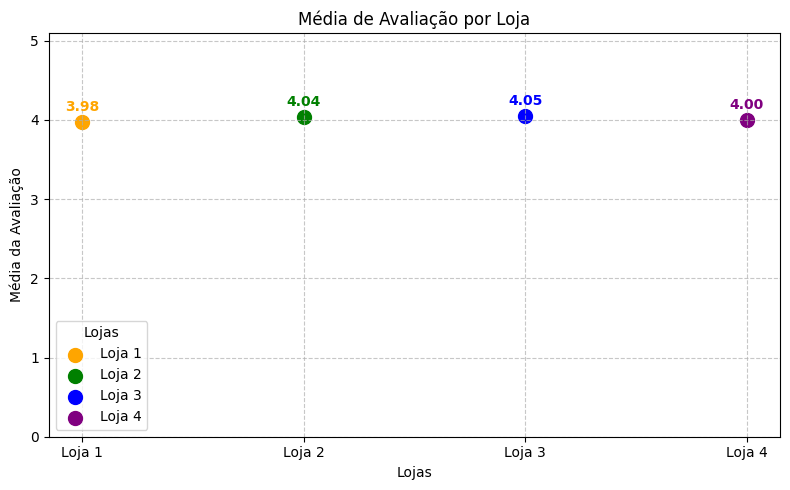 Média de Avaliação por Loja
Média da Avaliação
5
4
3
2
1
0
3.98
4.04
4.05
4.00
Lojas
Loja 1
Loja 2
Loja 3
Loja 4
Loja 1
Loja 2
Loja 3
Loja 4
Lojas